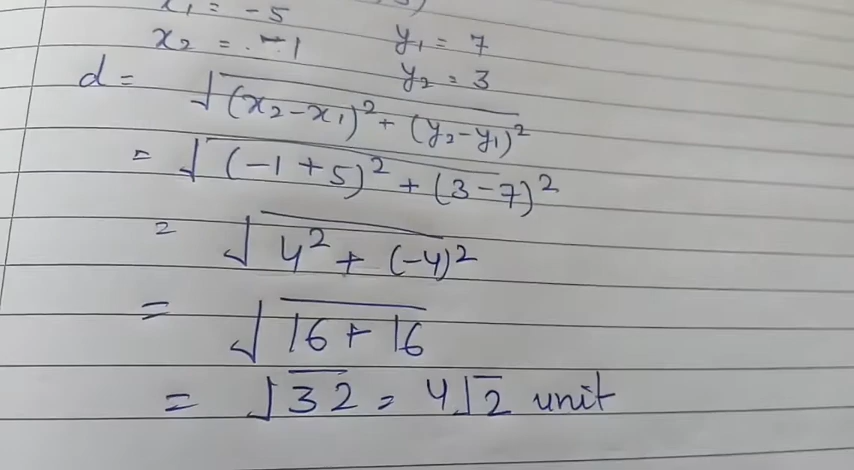 x₁ = -5
x₂ = -1 y₁ = 7
y₂ = 3
d = √(x₂-x₁)² + (y₂-y₁)²
= √(-1+5)² + (3-7)²
= √4² + (-4)²
= √16 + 16
= √32 = 4√2 unit